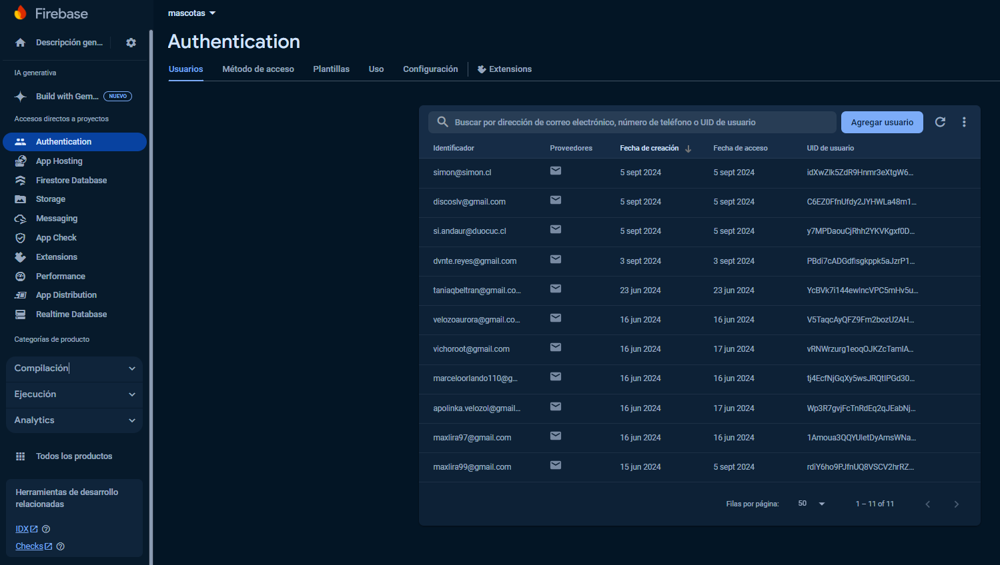 Firebase
Descripción gen...
IA generativa
Build with Gem... NUEVO
Accesos directos a proyectos
Authentication
App Hosting
Firestore Database
Storage
Messaging
App Check
Extensions
Performance
App Distribution
Realtime Database
Categorías de producto
Compilación
Ejecución
Analytics
Todos los productos
Herramientas de desarrollo
relacionadas
IDX
Checks
mascotas
Authentication
Usuarios Método de acceso Plantillas Uso Configuración Extensions
Buscar por dirección de correo electrónico, número de teléfono o UID de usuario Agregar usuario
Identificador Proveedores Fecha de creación Fecha de acceso UID de usuario
simon@simon.cl 5 sept 2024 5 sept 2024 idXwZlk5ZdR9Hnmr3eXtgW6...
discoslv@gmail.com 5 sept 2024 5 sept 2024 C6EZ0FfnUfdy2JYHWLa48m1...
si.andaur@duocuc.cl 5 sept 2024 5 sept 2024 y7MPDaouCjRhh2YKVKgxf0D...
dvnte.reyes@gmail.com 3 sept 2024 3 sept 2024 PBdi7cADGdfisgkppk5aJzrP1...
taniaqbeltran@gmail.co... 23 jun 2024 23 jun 2024 YcBVk7i144ewIncVPC5mHv5u...
velozoaurora@gmail.co... 16 jun 2024 16 jun 2024 V5TaqcAyQFZ9Fm2bozU2AH...
vichoroot@gmail.com 16 jun 2024 17 jun 2024 vRNWrzurg1eoqOJKZcTamIA...
marceloorlando110@g... 16 jun 2024 16 jun 2024 tj4EcfNjGqXy5wsJRQtIPGd30...
apolinka.velozol@gmail... 16 jun 2024 17 jun 2024 Wp3R7gvjFcTnRdEq2qJEabNj...
maxlira97@gmail.com 16 jun 2024 16 jun 2024 1Amoua3QQYUletDyAmsWNa...
maxlira99@gmail.com 15 jun 2024 5 sept 2024 rdiY6ho9PJfnUQ8VSCV2hrRZ...
Filas por página: 50 1 – 11 of 11